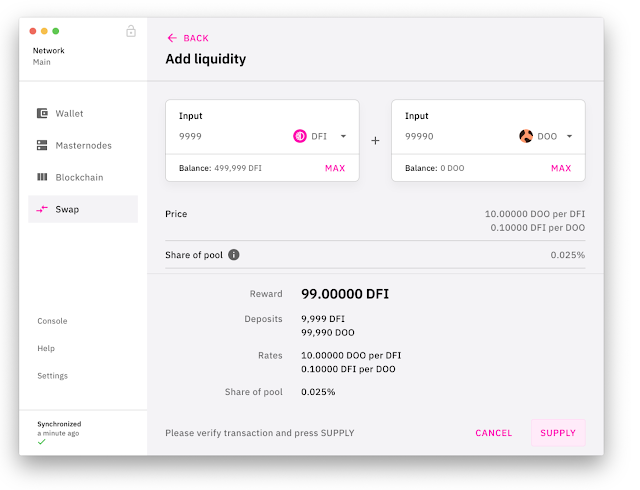 Network
Main
Wallet
Masternodes
Blockchain
Swap
Console
Help
Settings
Synchronized
a minute ago
BACK
Add liquidity
Input
9999 DFI
Balance: 499,999 DFI MAX
+
Input
99990 DOO
Balance: 0 DOO MAX
Price 10.00000 DOO per DFI
0.10000 DFI per DOO
Share of pool 0.025%
Reward 99.00000 DFI
Deposits 9,999 DFI
99,990 DOO
Rates 10.00000 DOO per DFI
0.10000 DFI per DOO
Share of pool 0.025%
Please verify transaction and press SUPPLY CANCEL SUPPLY